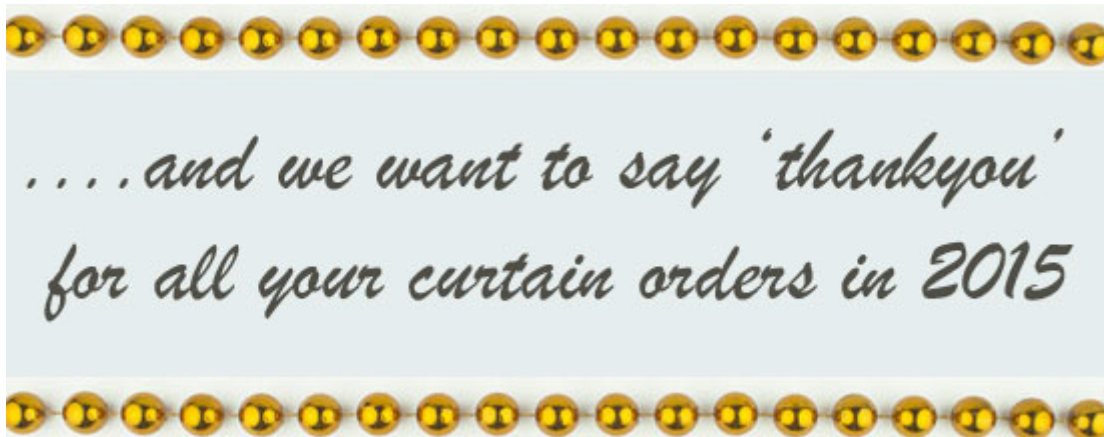 ....and we want to say ‘thankyou’
for all your curtain orders in 2015